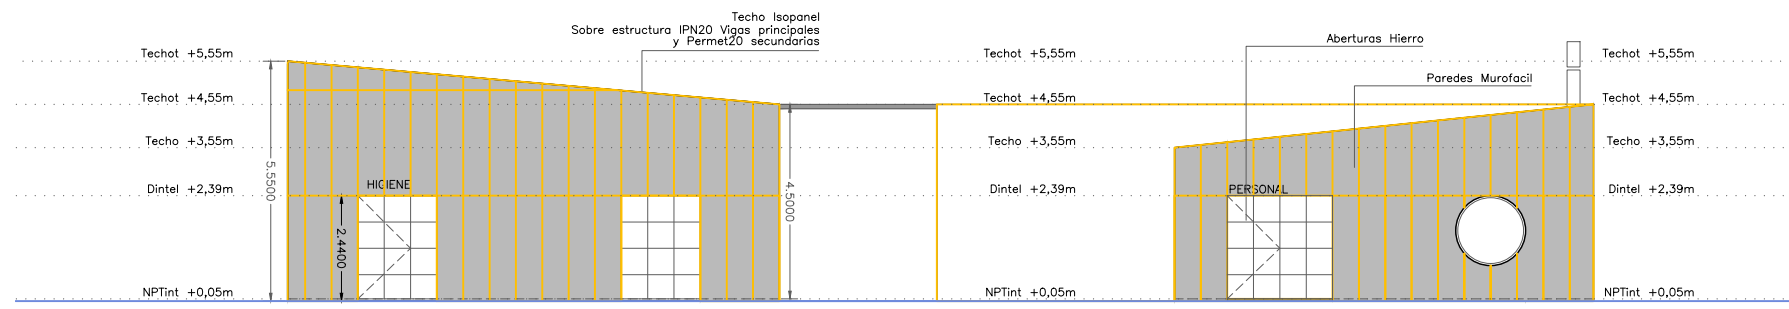 Techo Isopanel
Sobre estructura IPN20 Vigas principales
y Permet20 secundarias
Aberturas Hierro
Techot +5,55m
Techot +5,55m
Techot +5,55m
Paredes Murofacil
Techot +4,55m
Techot +4,55m
Techot +4,55m
Techo +3,55m
Techo +3,55m
Techo +3,55m
5.5500
HIGIENE
4.5000
Dintel +2,39m
Dintel +2,39m
PERSONAL
Dintel +2,39m
2.4400
NPTint +0,05m
NPTint +0,05m
NPTint +0,05m